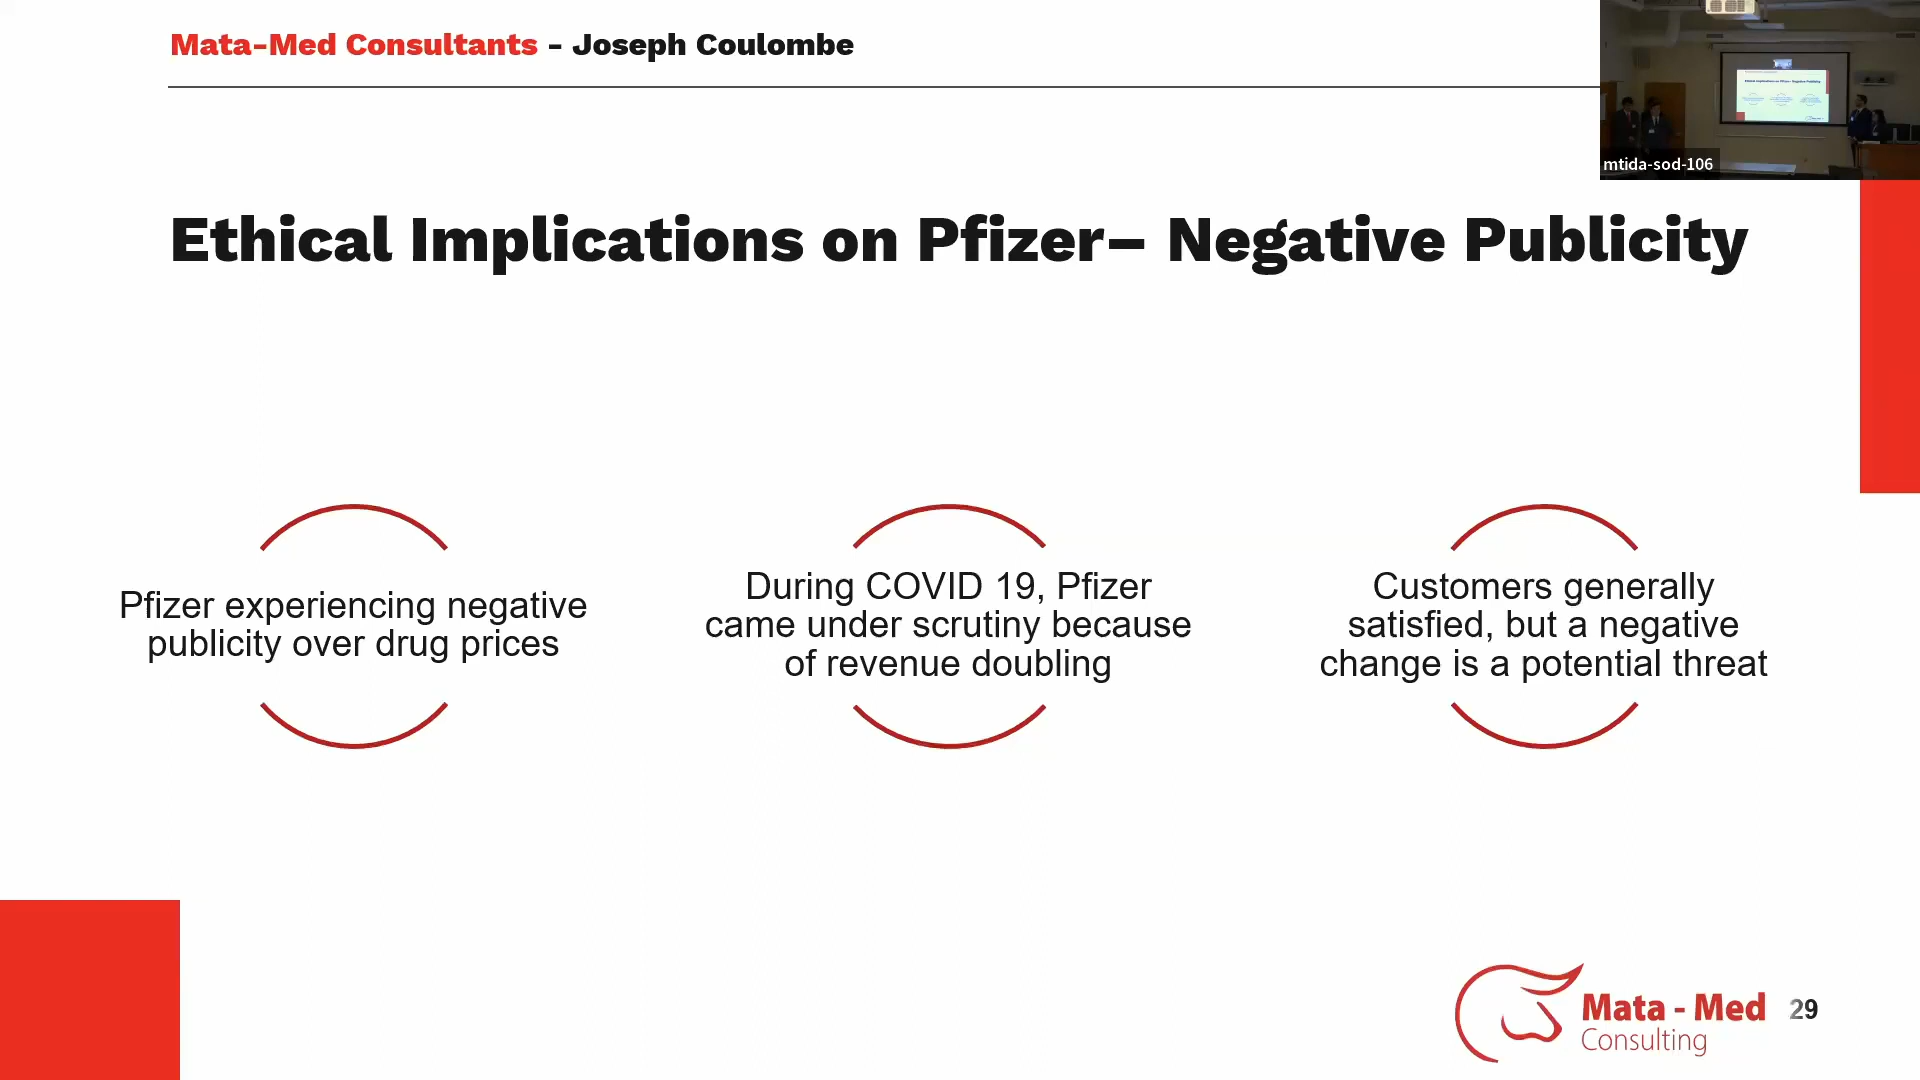 Mata-Med Consultants - Joseph Coulombe
mtida-sod-106
Ethical Implications on Pfizer– Negative Publicity
Pfizer experiencing negative
publicity over drug prices
During COVID 19, Pfizer
came under scrutiny because
of revenue doubling
Customers generally
satisfied, but a negative
change is a potential threat
Mata - Med
Consulting
29